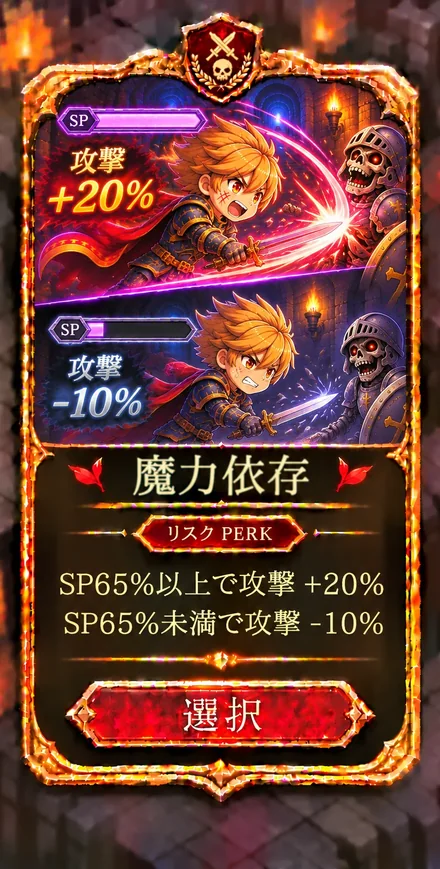 SP
攻撃
+20%
SP
攻撃
-10%
魔力依存
リスク PERK
SP65%以上で攻撃 +20%
SP65%未満で攻撃 -10%
選択